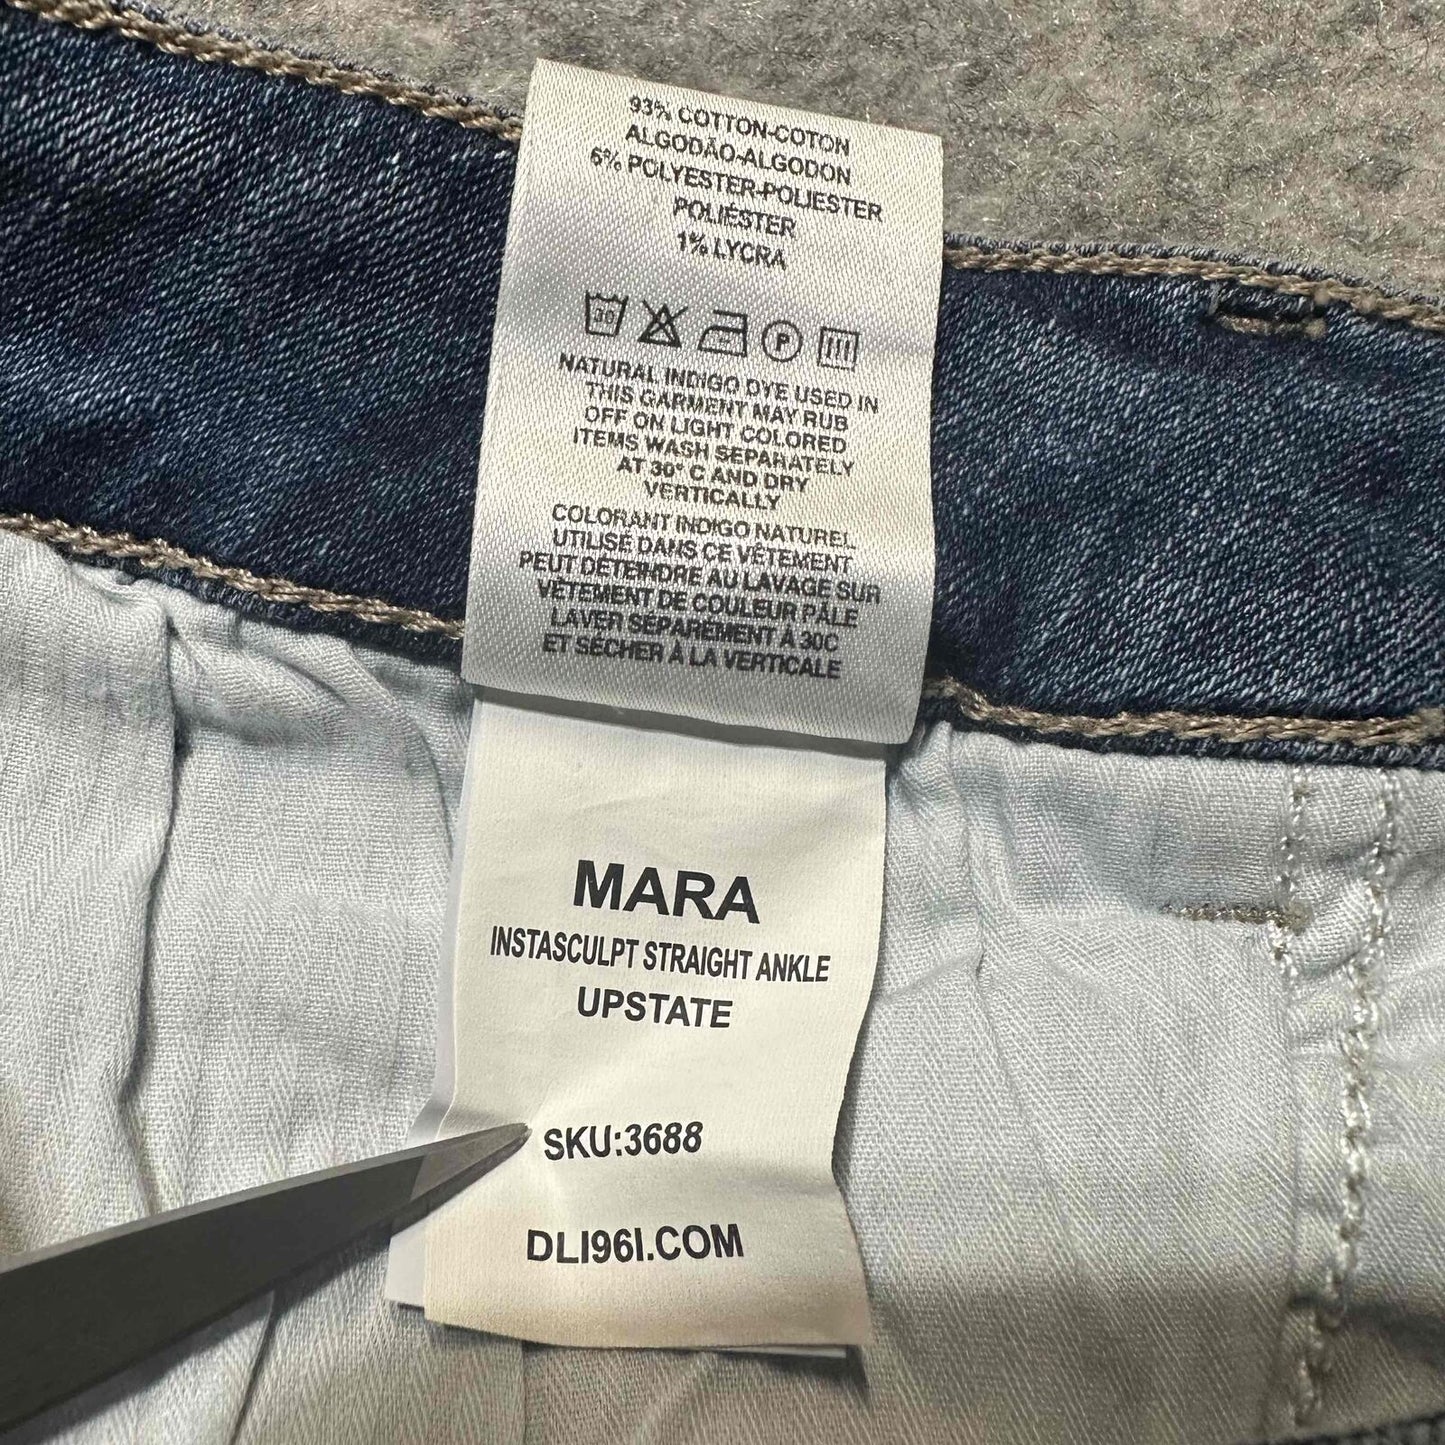 93% COTTON-COTON
ALGODÃO-ALGODON
6% POLYESTER-POLIESTER
POLIÉSTER
1% LYCRA
30 P
NATURAL INDIGO DYE USED IN
THIS GARMENT MAY RUB
OFF ON LIGHT COLORED
ITEMS WASH SEPARATELY
AT 30° C AND DRY
VERTICALLY
COLORANT INDIGO NATUREL
UTILISÉ DANS CE VÊTEMENT
PEUT DÉTEINDRE AU LAVAGE SUR
VÊTEMENT DE COULEUR PÂLE
LAVER SÉPARÉMENT À 30C
ET SÉCHER À LA VERTICALE
MARA
INSTASCULPT STRAIGHT ANKLE
UPSTATE
SKU:3688
DL1961.COM